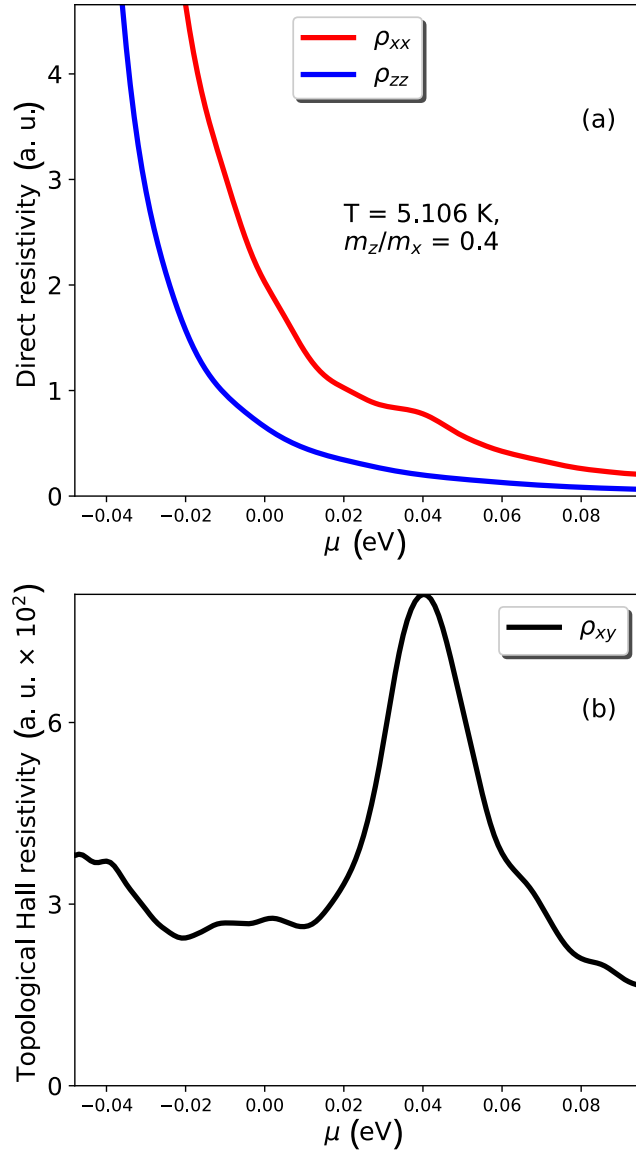 ρxx
ρzz
(a)
T = 5.106 K,
mz/mx = 0.4
Direct resistivity (a. u.)
4
3
2
1
0
−0.04 −0.02 0.00 0.02 0.04 0.06 0.08
μ (eV)
ρxy
(b)
Topological Hall resistivity (a. u. × 10²)
6
3
0
−0.04 −0.02 0.00 0.02 0.04 0.06 0.08
μ (eV)